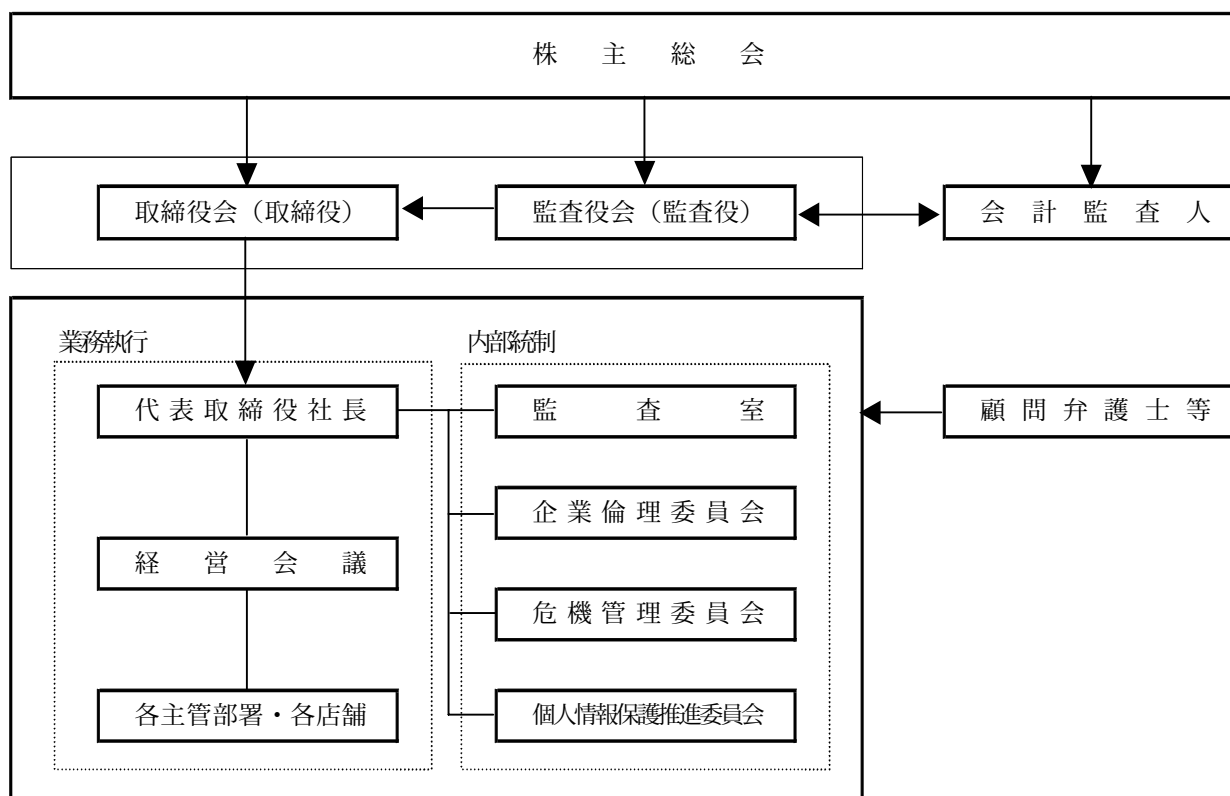 株主総会
取締役会（取締役）
監査役会（監査役）
会計監査人
業務執行
内部統制
代表取締役社長
監査室
顧問弁護士等
企業倫理委員会
経営会議
危機管理委員会
各主管部署・各店舗
個人情報保護推進委員会